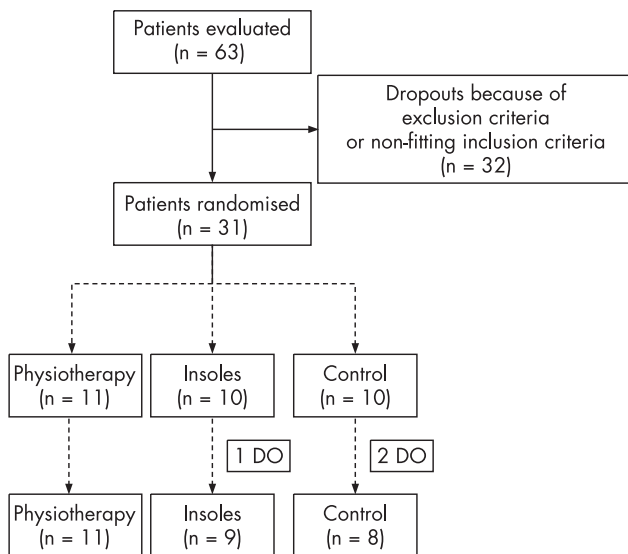 Patients evaluated
(n = 63)
Dropouts because of
exclusion criteria
or non-fitting inclusion criteria
(n = 32)
Patients randomised
(n = 31)
Physiotherapy
(n = 11)
Insoles
(n = 10)
Control
(n = 10)
1 DO
2 DO
Physiotherapy
(n = 11)
Insoles
(n = 9)
Control
(n = 8)